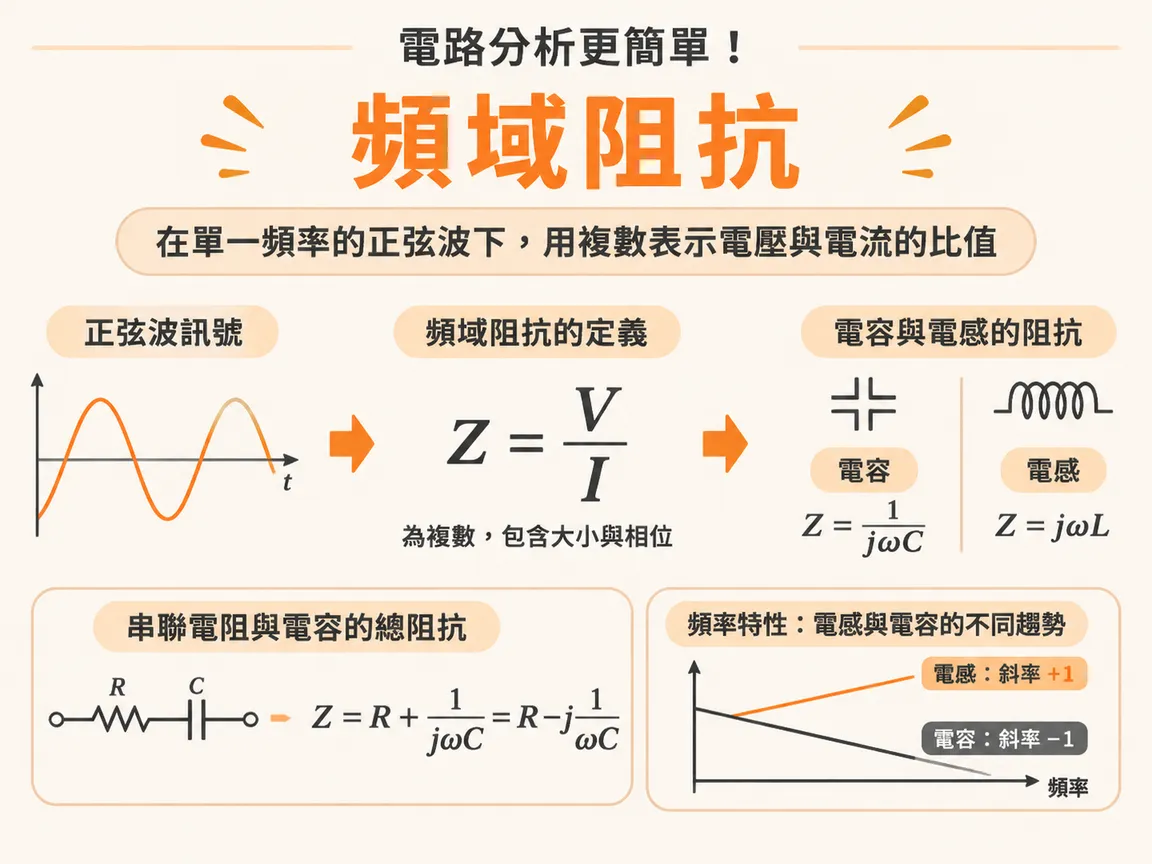 電路分析更簡單！
頻域阻抗
在單一頻率的正弦波下，用複數表示電壓與電流的比值
正弦波訊號
t
頻域阻抗的定義
Z = V/I
為複數，包含大小與相位
電容與電感的阻抗
電容
Z = 1/jωC
電感
Z = jωL
串聯電阻與電容的總阻抗
R
C
Z = R + 1/jωC = R−j 1/ωC
頻率特性：電感與電容的不同趨勢
電感：斜率 +1
電容：斜率 −1
頻率